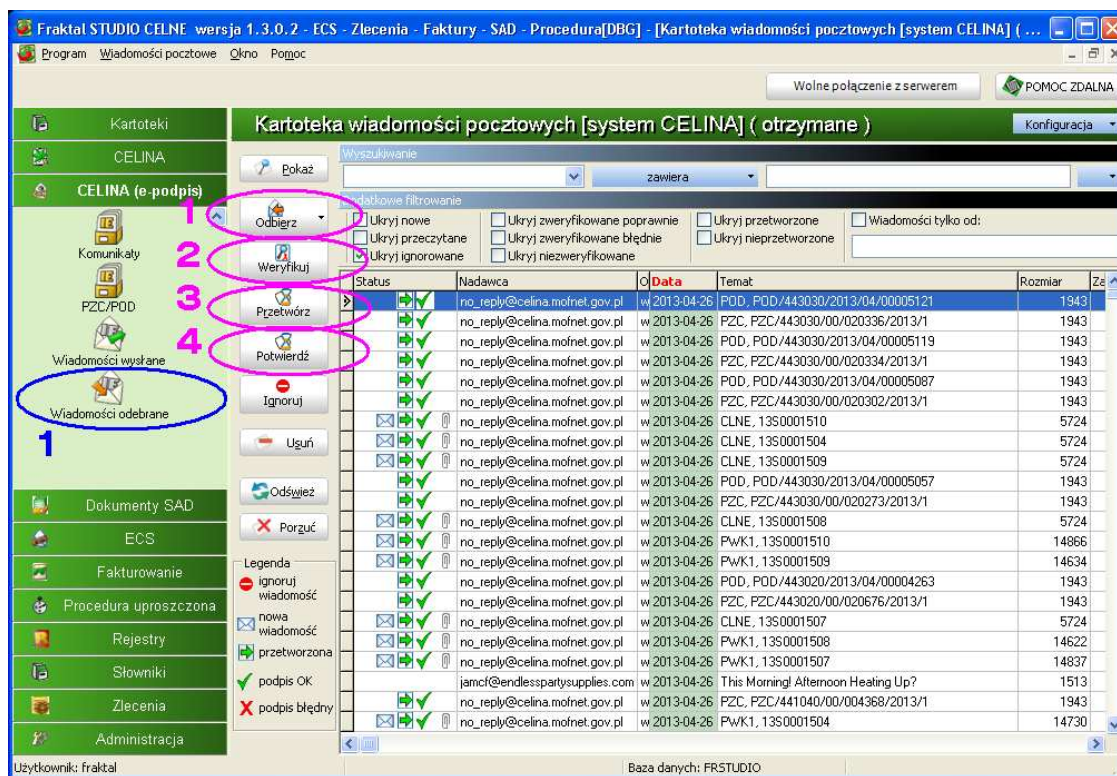 Fraktal STUDIO CELNE wersja 1.3.0.2 - ECS - Zlecenia - Faktury - SAD - Procedura[DBG] - [Kartoteka wiadomości pocztowych [system CELINA] ( ...
Program Wiadomości pocztowe Okno Pomoc
Wolne połączenie z serwerem POMOC ZDALNA
Kartoteki
CELINA
CELINA (e-podpis)
Komunikaty
PZC/POD
Wiadomości wysłane
Wiadomości odebrane
1
Dokumenty SAD
ECS
Fakturowanie
Procedura uproszczona
Rejestry
Słowniki
Zlecenia
Administracja
Kartoteka wiadomości pocztowych [system CELINA] ( otrzymane ) Konfiguracja
Pokaż
1 Odbierz
2 Weryfikuj
3 Przetwórz
4 Potwierdź
Ignoruj
Usuń
Odśwież
Porzuć
Legenda
ignoruj
wiadomość
nowa
wiadomość
przetworzona
podpis OK
podpis błędny
Wyszukiwanie
zawiera
Dodatkowe filtrowanie
Ukryj nowe Ukryj zweryfikowane poprawnie Ukryj przetworzone Wiadomości tylko od:
Ukryj przeczytane Ukryj zweryfikowane błędnie Ukryj nieprzetworzone
Ukryj ignorowane Ukryj niezweryfikowane
Status Nadawca O Data Temat Rozmiar Za
no_reply@celina.mofnet.gov.pl w 2013-04-26 POD, POD/443030/2013/04/00005121 1943
no_reply@celina.mofnet.gov.pl w 2013-04-26 PZC, PZC/443030/00/020336/2013/1 1943
no_reply@celina.mofnet.gov.pl w 2013-04-26 POD, POD/443030/2013/04/00005119 1943
no_reply@celina.mofnet.gov.pl w 2013-04-26 PZC, PZC/443030/00/020334/2013/1 1943
no_reply@celina.mofnet.gov.pl w 2013-04-26 POD, POD/443030/2013/04/00005087 1943
no_reply@celina.mofnet.gov.pl w 2013-04-26 PZC, PZC/443030/00/020302/2013/1 1943
no_reply@celina.mofnet.gov.pl w 2013-04-26 CLNE, 13S0001510 5724
no_reply@celina.mofnet.gov.pl w 2013-04-26 CLNE, 13S0001504 5724
no_reply@celina.mofnet.gov.pl w 2013-04-26 CLNE, 13S0001509 5724
no_reply@celina.mofnet.gov.pl w 2013-04-26 POD, POD/443030/2013/04/00005057 1943
no_reply@celina.mofnet.gov.pl w 2013-04-26 PZC, PZC/443030/00/020273/2013/1 1943
no_reply@celina.mofnet.gov.pl w 2013-04-26 CLNE, 13S0001508 5724
no_reply@celina.mofnet.gov.pl w 2013-04-26 PWK1, 13S0001510 14866
no_reply@celina.mofnet.gov.pl w 2013-04-26 PWK1, 13S0001509 14634
no_reply@celina.mofnet.gov.pl w 2013-04-26 POD, POD/443020/2013/04/00004263 1943
no_reply@celina.mofnet.gov.pl w 2013-04-26 PZC, PZC/443020/00/020676/2013/1 1943
no_reply@celina.mofnet.gov.pl w 2013-04-26 CLNE, 13S0001507 5724
no_reply@celina.mofnet.gov.pl w 2013-04-26 PWK1, 13S0001508 14622
no_reply@celina.mofnet.gov.pl w 2013-04-26 PWK1, 13S0001507 14837
jamcf@endlesspartysupplies.com w 2013-04-26 This Morning! Afternoon Heating Up? 1513
no_reply@celina.mofnet.gov.pl w 2013-04-26 PZC, PZC/441040/00/004368/2013/1 1943
no_reply@celina.mofnet.gov.pl w 2013-04-26 PWK1, 13S0001504 14730
Użytkownik: fraktal Baza danych: FRSTUDIO